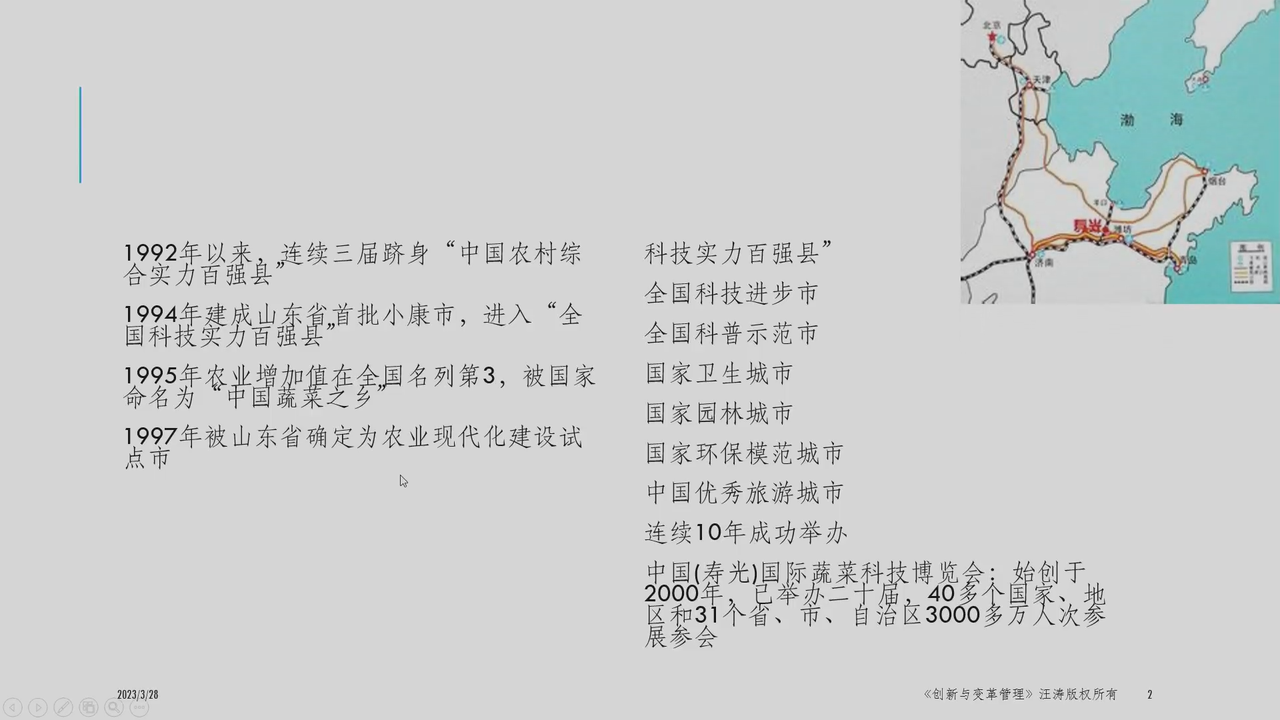 1992年以来，连续三届跻身“中国农村综
合实力百强县”
1994年建成山东省首批小康市，进入“全
国科技实力百强县”
1995年农业增加值在全国名列第3，被国家
命名为“中国蔬菜之乡”
1997年被山东省确定为农业现代化建设试
点市
科技实力百强县”
全国科技进步市
全国科普示范市
国家卫生城市
国家园林城市
国家环保模范城市
中国优秀旅游城市
连续10年成功举办
中国(寿光)国际蔬菜科技博览会：始创于
2000年，已举办二十届，40多个国家、地
区和31个省、市、自治区3000多万人次参
展参会
北京
天津
渤 海
烟台
羊口
寿光
潍坊
济南
青岛
2023/3/28
《创新与变革管理》汪涛版权所有
2